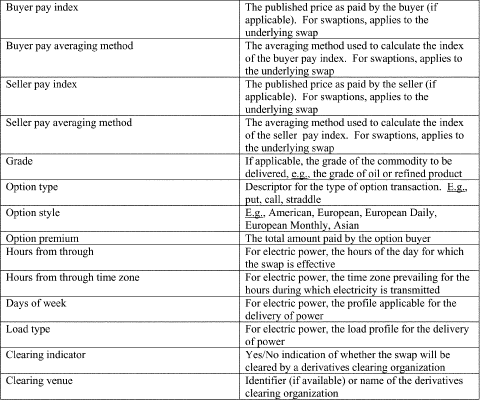 Buyer pay index
The published price as paid by the buyer (if
applicable).  For swaptions, applies to the
underlying swap
Buyer pay averaging method
The averaging method used to calculate the index
of the buyer pay index.  For swaptions, applies to
the underlying swap
Seller pay index
The published price as paid by the seller (if
applicable).  For swaptions, applies to the
underlying swap
Seller pay averaging method
The averaging method used to calculate the index
of the seller  pay index.  For swaptions, applies to
the underlying swap
Grade
If applicable, the grade of the commodity to be
delivered, e.g., the grade of oil or refined product
Option type
Descriptor for the type of option transaction.  E.g.,
put, call, straddle
Option style
E.g., American, European, European Daily,
European Monthly, Asian
Option premium
The total amount paid by the option buyer
Hours from through
For electric power, the hours of the day for which
the swap is effective
Hours from through time zone
For electric power, the time zone prevailing for the
hours during which electricity is transmitted
Days of week
For electric power, the profile applicable for the
delivery of power
Load type
For electric power, the load profile for the delivery
of power
Clearing indicator
Yes/No indication of whether the swap will be
cleared by a derivatives clearing organization
Clearing venue
Identifier (if available) or name of the derivatives
clearing organization